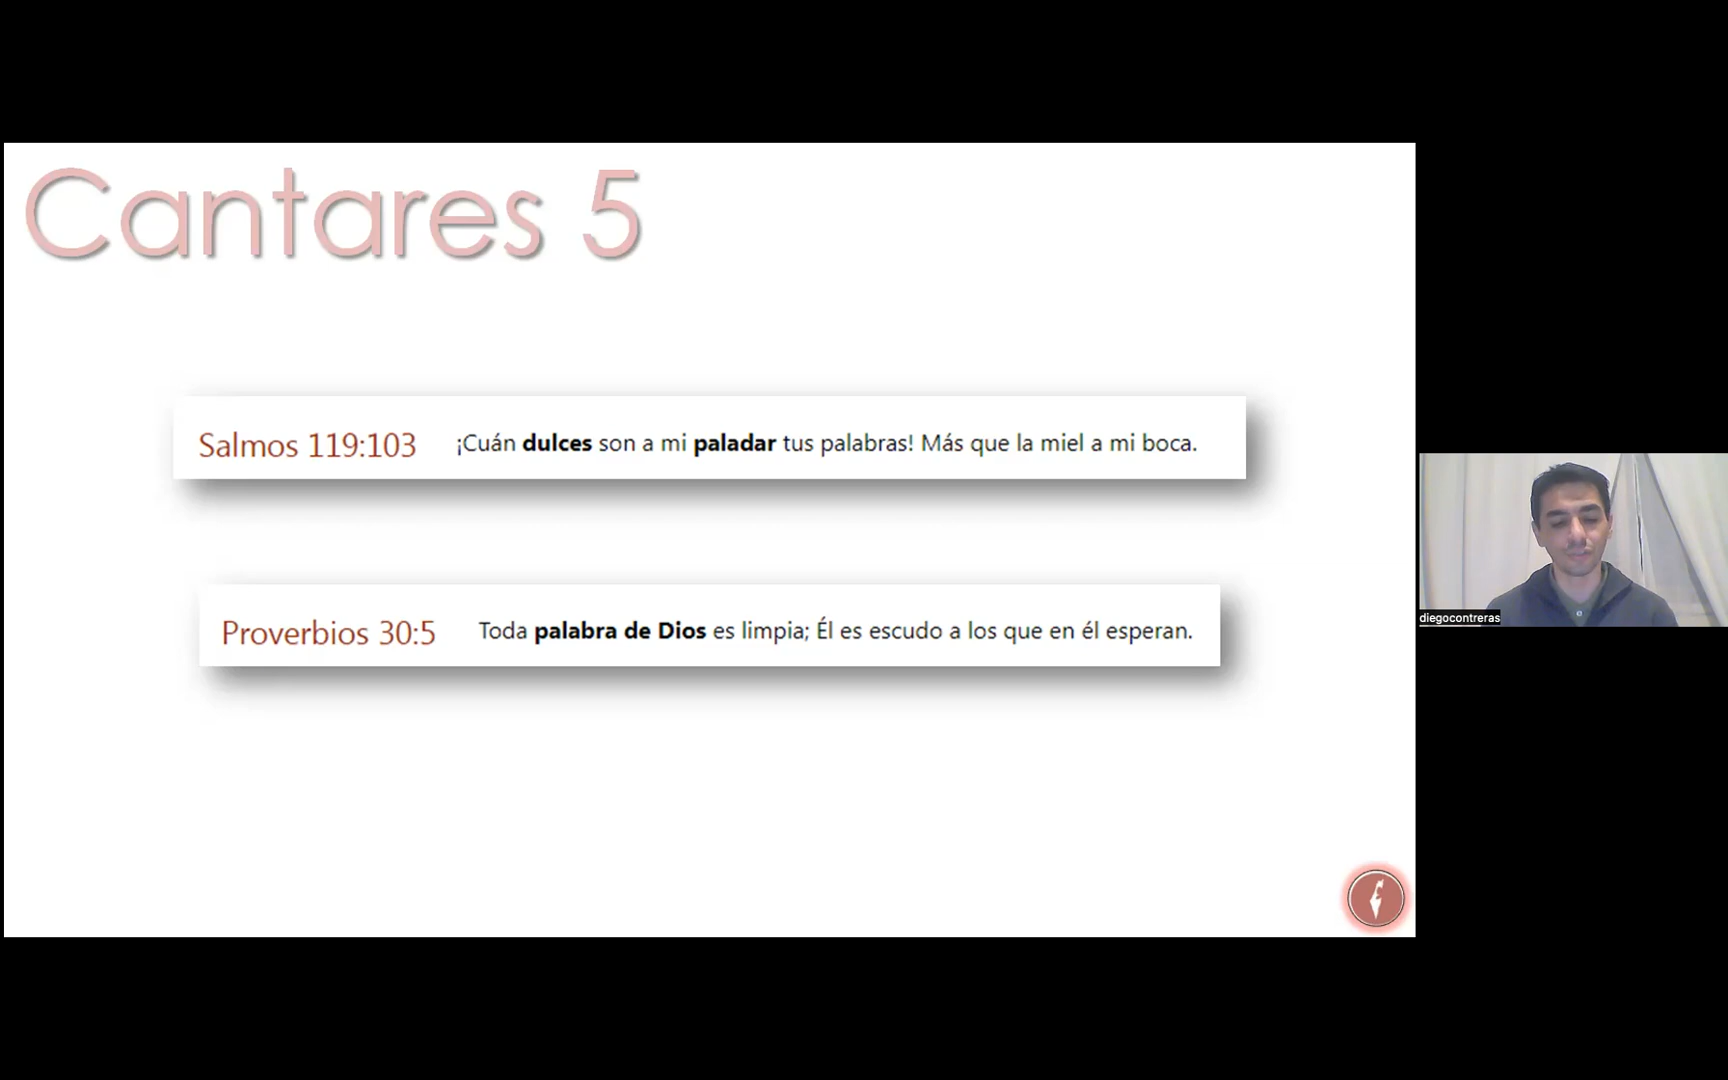 Cantares 5
Salmos 119:103 ¡Cuán dulces son a mi paladar tus palabras! Más que la miel a mi boca.
Proverbios 30:5 Toda palabra de Dios es limpia; Él es escudo a los que en él esperan.
diegocontreras